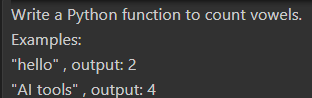 Write a Python function to count vowels.
Examples:
"hello" , output: 2
"AI tools" , output: 4